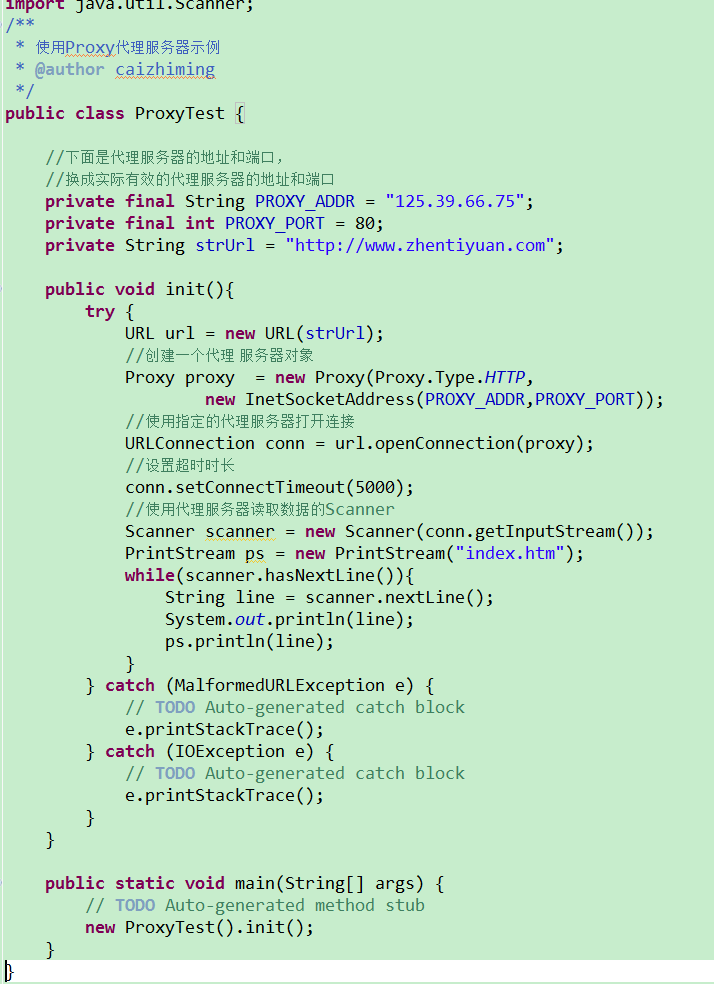 import java.util.Scanner;
/**
 * 使用Proxy代理服务器示例
 * @author caizhiming
 */
public class ProxyTest {

    //下面是代理服务器的地址和端口，
    //换成实际有效的代理服务器的地址和端口
    private final String PROXY_ADDR = "125.39.66.75";
    private final int PROXY_PORT = 80;
    private String strUrl = "http://www.zhentiyuan.com";

    public void init(){
        try {
            URL url = new URL(strUrl);
            //创建一个代理 服务器对象
            Proxy proxy  = new Proxy(Proxy.Type.HTTP,
                    new InetSocketAddress(PROXY_ADDR,PROXY_PORT));
            //使用指定的代理服务器打开连接
            URLConnection conn = url.openConnection(proxy);
            //设置超时时长
            conn.setConnectTimeout(5000);
            //使用代理服务器读取数据的Scanner
            Scanner scanner = new Scanner(conn.getInputStream());
            PrintStream ps = new PrintStream("index.htm");
            while(scanner.hasNextLine()){
                String line = scanner.nextLine();
                System.out.println(line);
                ps.println(line);
            }
        } catch (MalformedURLException e) {
            // TODO Auto-generated catch block
            e.printStackTrace();
        } catch (IOException e) {
            // TODO Auto-generated catch block
            e.printStackTrace();
        }
    }

    public static void main(String[] args) {
        // TODO Auto-generated method stub
        new ProxyTest().init();
    }
}